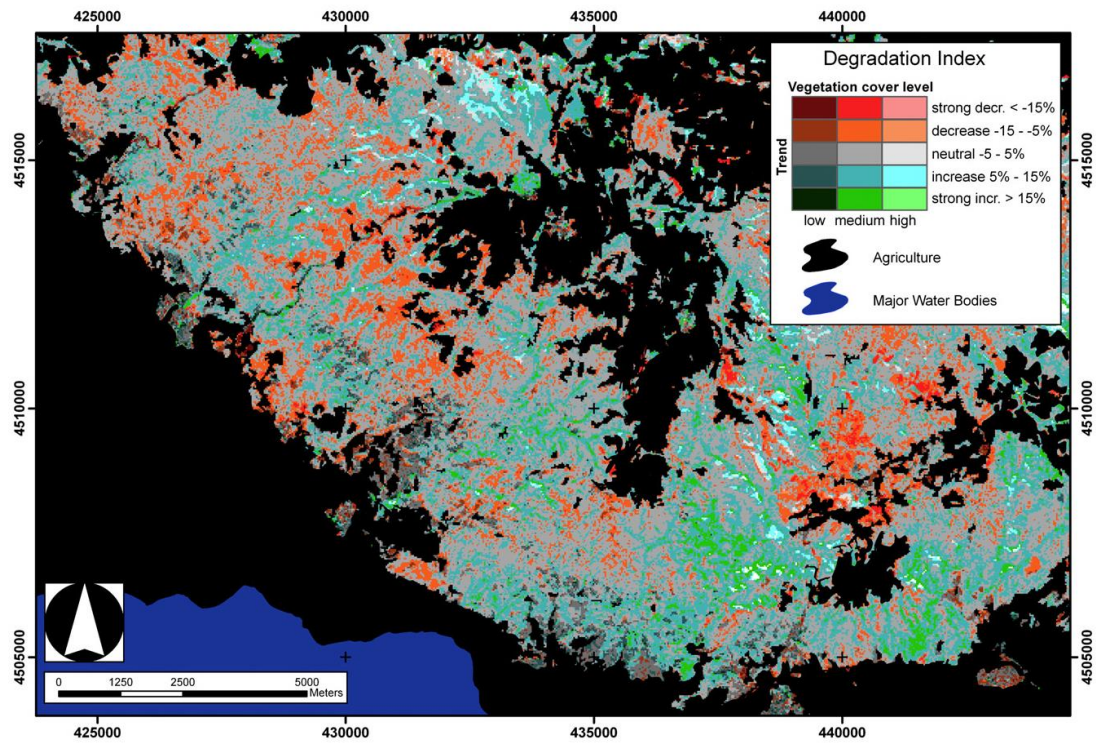 425000 430000 435000 440000
Degradation Index
Vegetation cover level
strong decr. < -15%
decrease -15 - -5%
neutral -5 - 5%
increase 5% - 15%
strong incr. > 15%
Trend
low medium high
Agriculture
Major Water Bodies
4515000 4515000
4510000 4510000
4505000 4505000
0 1250 2500 5000
Meters
425000 430000 435000 440000